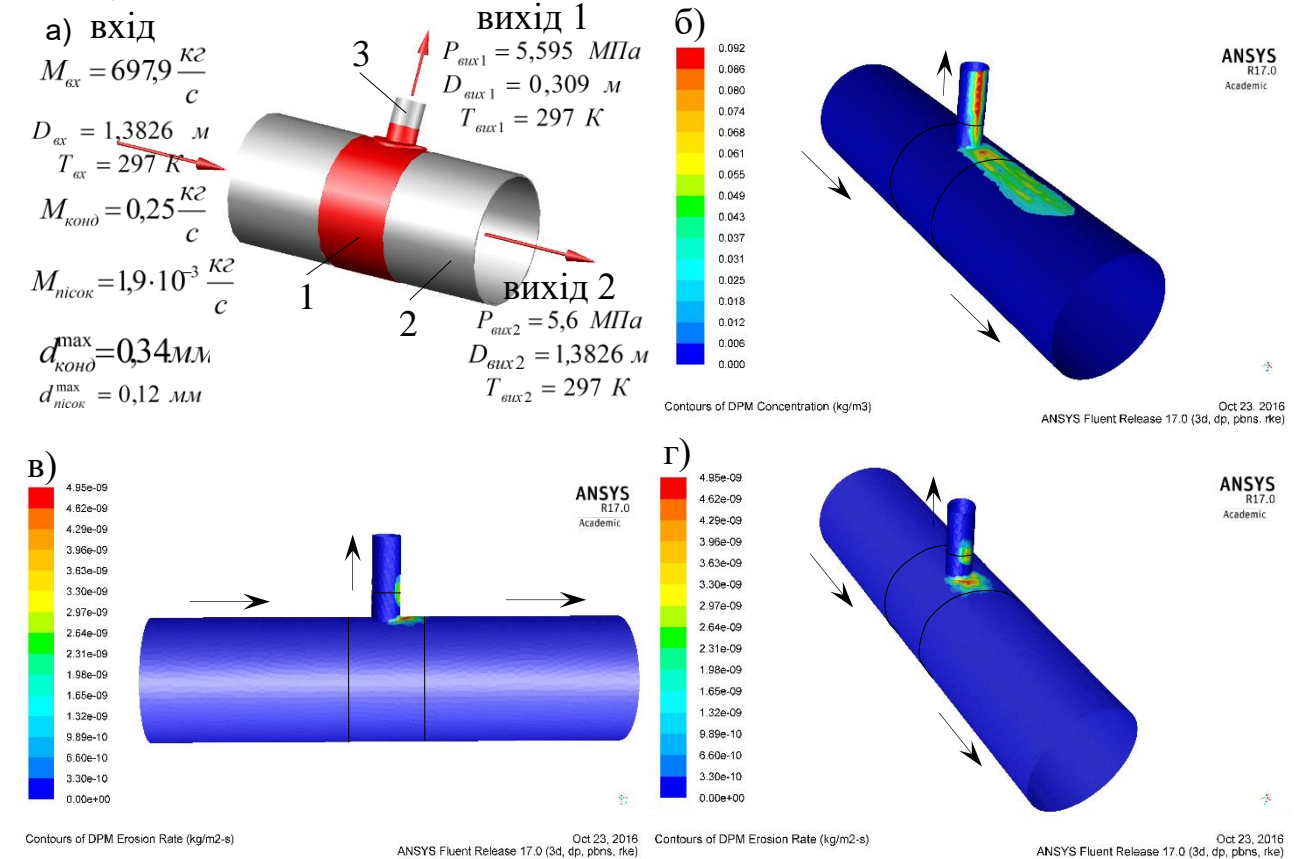 а) вхід
M_вх = 697,9 кг/с
D_вх = 1,3826 м
T_вх = 297 К
M_конд = 0,25 кг/с
M_пісок = 1,9·10⁻³ кг/с
d_конд^max = 0,34мм
d_пісок^max = 0,12 мм
3
1
2
вихід 1
P_вих1 = 5,595 МПа
D_вих 1 = 0,309 м
T_вих1 = 297 К
вихід 2
P_вих2 = 5,6 МПа
D_вих2 = 1,3826 м
T_вих2 = 297 К
б)
0.092
0.086
0.080
0.074
0.068
0.061
0.055
0.049
0.043
0.037
0.031
0.025
0.018
0.012
0.006
0.000
ANSYS
R17.0
Academic
Contours of DPM Concentration (kg/m3)
Oct 23, 2016
ANSYS Fluent Release 17.0 (3d, dp, pbns, rke)
в)
4.95e-09
4.62e-09
4.29e-09
3.96e-09
3.63e-09
3.30e-09
2.97e-09
2.64e-09
2.31e-09
1.98e-09
1.65e-09
1.32e-09
9.89e-10
6.60e-10
3.30e-10
0.00e+00
ANSYS
R17.0
Academic
Contours of DPM Erosion Rate (kg/m2-s)
Oct 23, 2016
ANSYS Fluent Release 17.0 (3d, dp, pbns, rke)
г)
4.95e-09
4.62e-09
4.29e-09
3.96e-09
3.63e-09
3.30e-09
2.97e-09
2.64e-09
2.31e-09
1.98e-09
1.65e-09
1.32e-09
9.89e-10
6.60e-10
3.30e-10
0.00e+00
ANSYS
R17.0
Academic
Contours of DPM Erosion Rate (kg/m2-s)
Oct 23, 2016
ANSYS Fluent Release 17.0 (3d, dp, pbns, rke)